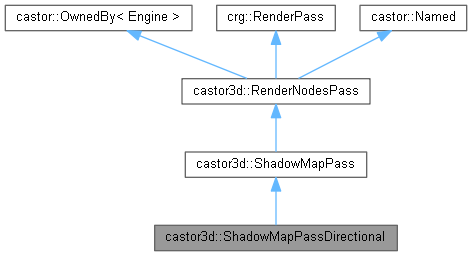 castor::OwnedBy< Engine >
crg::RenderPass
castor::Named
castor3d::RenderNodesPass
castor3d::ShadowMapPass
castor3d::ShadowMapPassDirectional